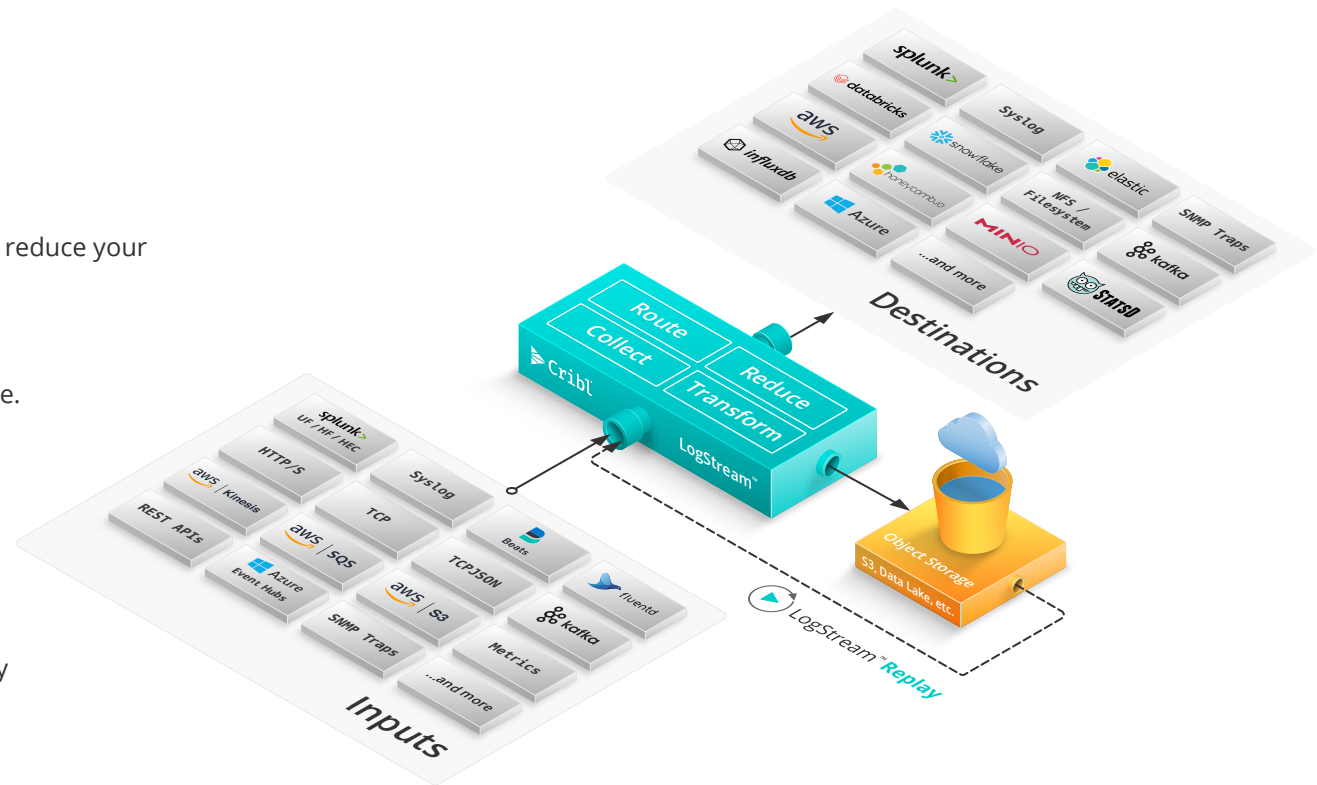 reduce your
e.
y
splunk>
databricks
Syslog
aws
snowflake
elastic
influxdb
honeycomb.io
NFS /
Filesystem
SNMP Traps
Azure
MINIO
kafka
...and more
STATSD
Destinations
Route
Collect
Reduce
Transform
Cribl
LogStream™
splunk>
UF / HF / HEC
HTTP/S
Syslog
aws | Kinesis
TCP
Beats
REST APIs
aws | SQS
TCPJSON
fluentd
Azure
Event Hubs
aws | S3
kafka
SNMP Traps
Metrics
...and more
Inputs
Object Storage
S3, Data Lake, etc.
LogStream™ Replay